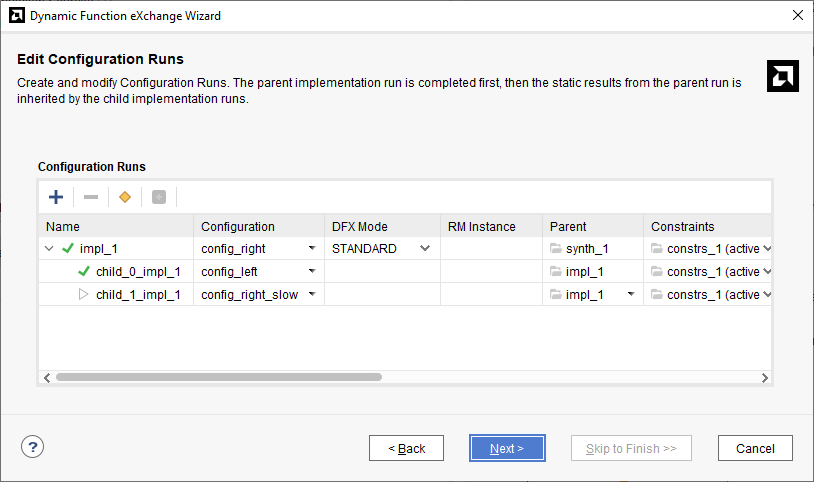 Dynamic Function eXchange Wizard
Edit Configuration Runs
Create and modify Configuration Runs. The parent implementation run is completed first, then the static results from the parent run is
inherited by the child implementation runs.
Configuration Runs
Name Configuration DFX Mode RM Instance Parent Constraints
impl_1 config_right STANDARD synth_1 constrs_1 (active
child_0_impl_1 config_left impl_1 constrs_1 (active
child_1_impl_1 config_right_slow impl_1 constrs_1 (active
? < Back Next > Skip to Finish >> Cancel